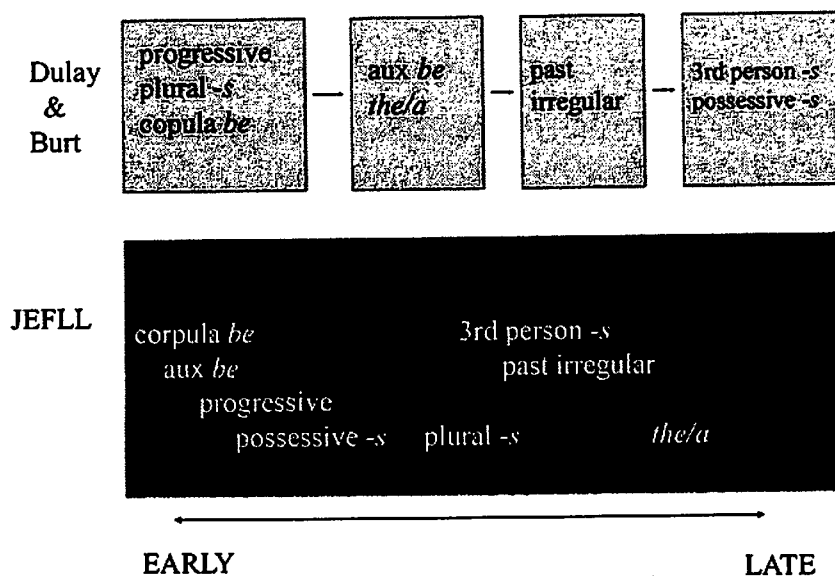 Dulay
&
Burt
progressive
plural -s
copula be
aux be
the/a
past
irregular
3rd person -s
possessive -s
JEFLL
corpula be
3rd person -s
aux be
past irregular
progressive
possessive -s
plural -s
the/a
EARLY
LATE